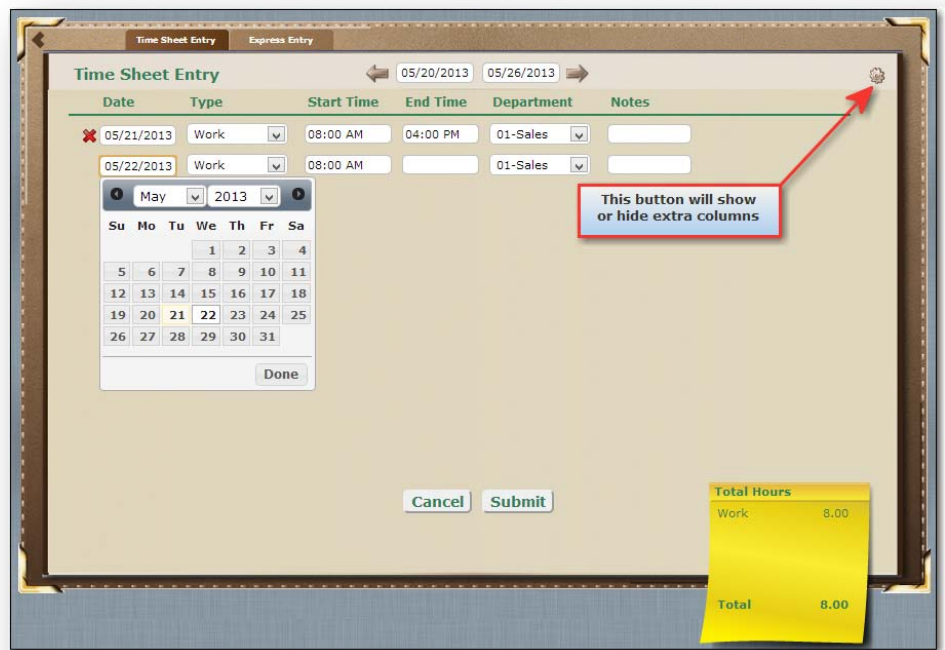 Time Sheet Entry Express Entry
Time Sheet Entry 05/20/2013 05/26/2013
Date Type Start Time End Time Department Notes
05/21/2013 Work 08:00 AM 04:00 PM 01-Sales
05/22/2013 Work 08:00 AM 01-Sales
May 2013
This button will show
or hide extra columns
Su Mo Tu We Th Fr Sa
1 2 3 4
5 6 7 8 9 10 11
12 13 14 15 16 17 18
19 20 21 22 23 24 25
26 27 28 29 30 31
Done
Cancel Submit
Total Hours
Work 8.00
Total 8.00